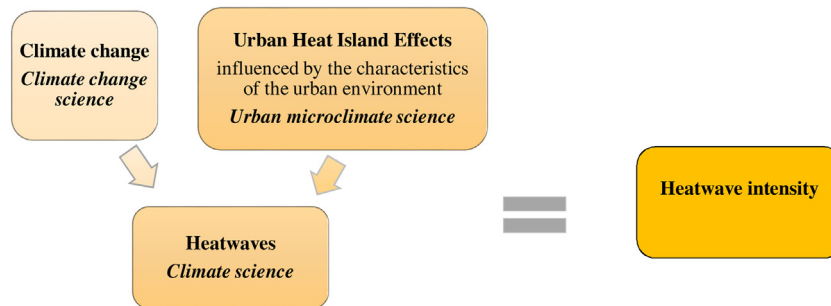 Climate change
Climate change
science
Urban Heat Island Effects
influenced by the characteristics
of the urban environment
Urban microclimate science
Heatwaves
Climate science
Heatwave intensity